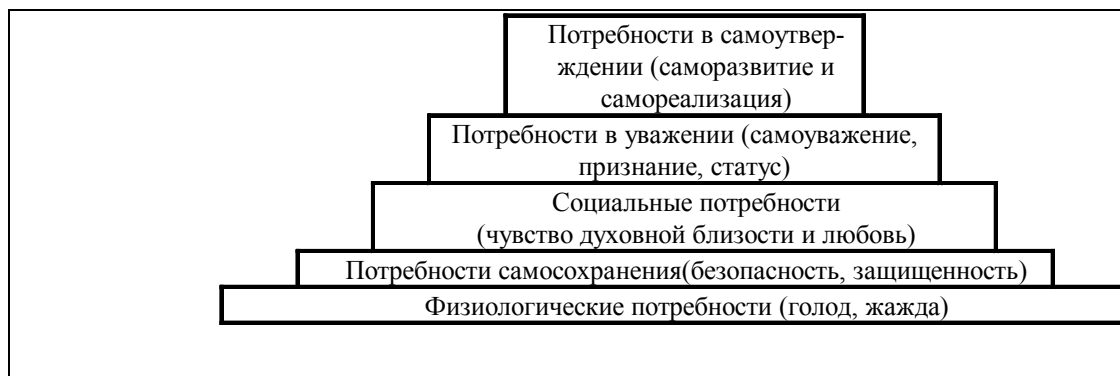 Потребности в самоутвер-
ждении (саморазвитие и
самореализация)
Потребности в уважении (самоуважение,
признание, статус)
Социальные потребности
(чувство духовной близости и любовь)
Потребности самосохранения(безопасность, защищенность)
Физиологические потребности (голод, жажда)